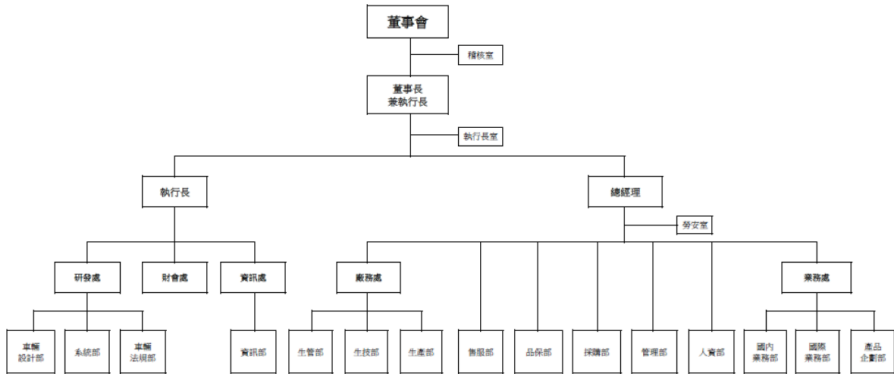 董事會
稽核室
董事長
兼執行長
執行長室
執行長
總經理
勞安室
研發處
財會處
資訊處
廠務處
業務處
車輛
設計部
系統部
車輛
法規部
資訊部
生管部
生技部
生產部
售服部
品保部
採購部
管理部
人資部
國內
業務部
國際
業務部
產品
企劃部